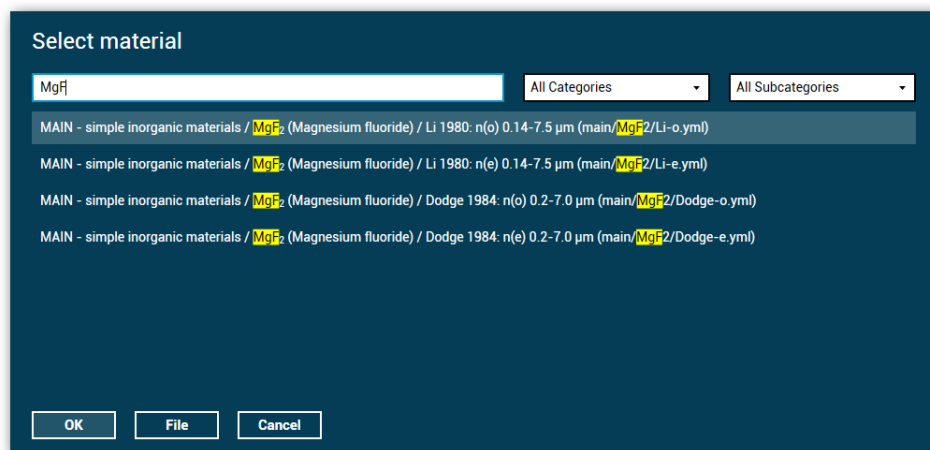 Select material
MgF All Categories All Subcategories
MAIN - simple inorganic materials / MgF₂ (Magnesium fluoride) / Li 1980: n(o) 0.14-7.5 µm (main/MgF2/Li-o.yml)
MAIN - simple inorganic materials / MgF₂ (Magnesium fluoride) / Li 1980: n(e) 0.14-7.5 µm (main/MgF2/Li-e.yml)
MAIN - simple inorganic materials / MgF₂ (Magnesium fluoride) / Dodge 1984: n(o) 0.2-7.0 µm (main/MgF2/Dodge-o.yml)
MAIN - simple inorganic materials / MgF₂ (Magnesium fluoride) / Dodge 1984: n(e) 0.2-7.0 µm (main/MgF2/Dodge-e.yml)
OK File Cancel